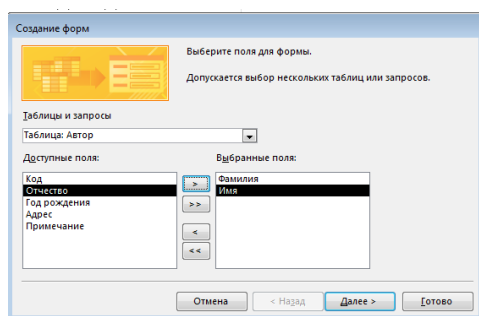 Создание форм
Выберите поля для формы.
Допускается выбор нескольких таблиц или запросов.
Таблицы и запросы
Таблица: Автор
Доступные поля:
Выбранные поля:
Код
Отчество
Год рождения
Адрес
Примечание
>
>>
<
<<
Фамилия
Имя
Отмена
< Назад
Далее >
Готово